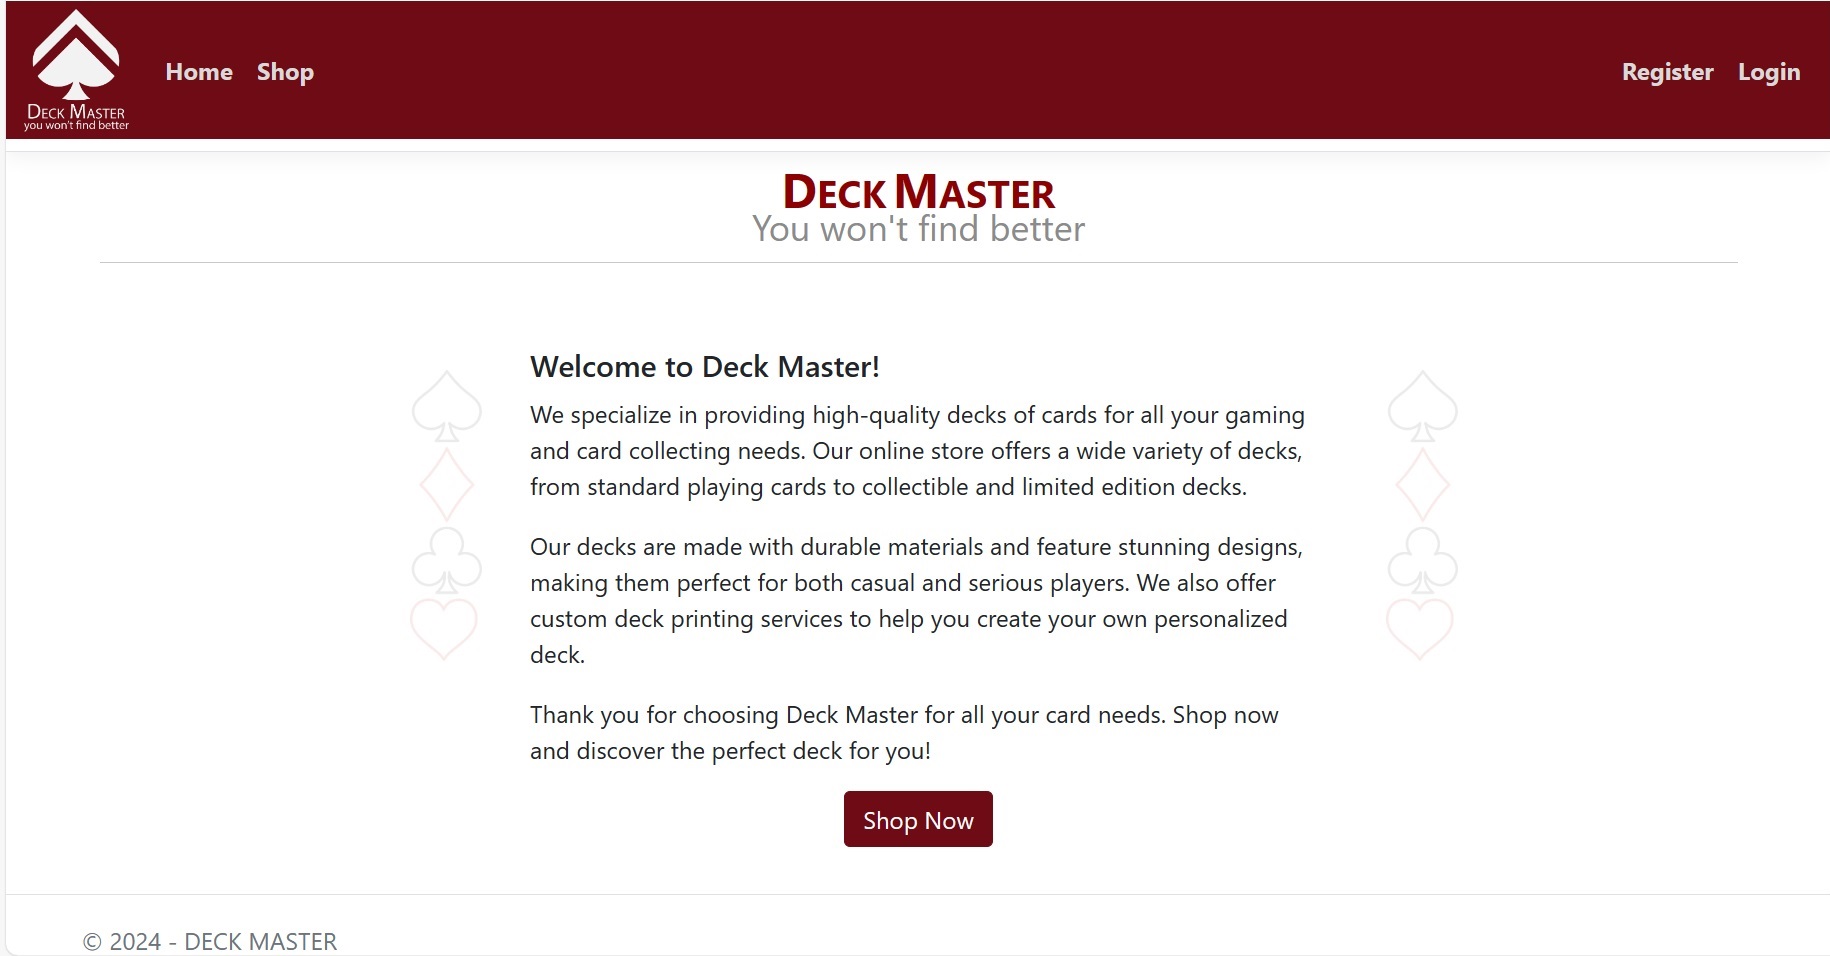 DECK MASTER
you won't find better
Home Shop
Register Login
DECK MASTER
You won't find better
Welcome to Deck Master!
We specialize in providing high-quality decks of cards for all your gaming
and card collecting needs. Our online store offers a wide variety of decks,
from standard playing cards to collectible and limited edition decks.
Our decks are made with durable materials and feature stunning designs,
making them perfect for both casual and serious players. We also offer
custom deck printing services to help you create your own personalized
deck.
Thank you for choosing Deck Master for all your card needs. Shop now
and discover the perfect deck for you!
Shop Now
© 2024 - DECK MASTER